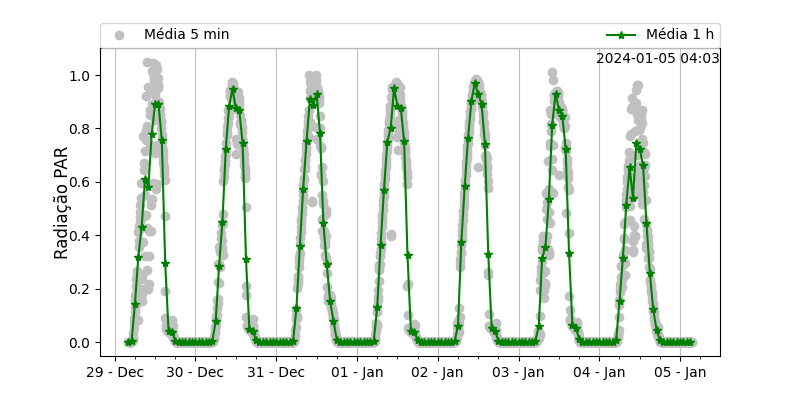 Média 5 min
Média 1 h
2024-01-05 04:03
Radiação PAR
1.0
0.8
0.6
0.4
0.2
0.0
29 - Dec
30 - Dec
31 - Dec
01 - Jan
02 - Jan
03 - Jan
04 - Jan
05 - Jan